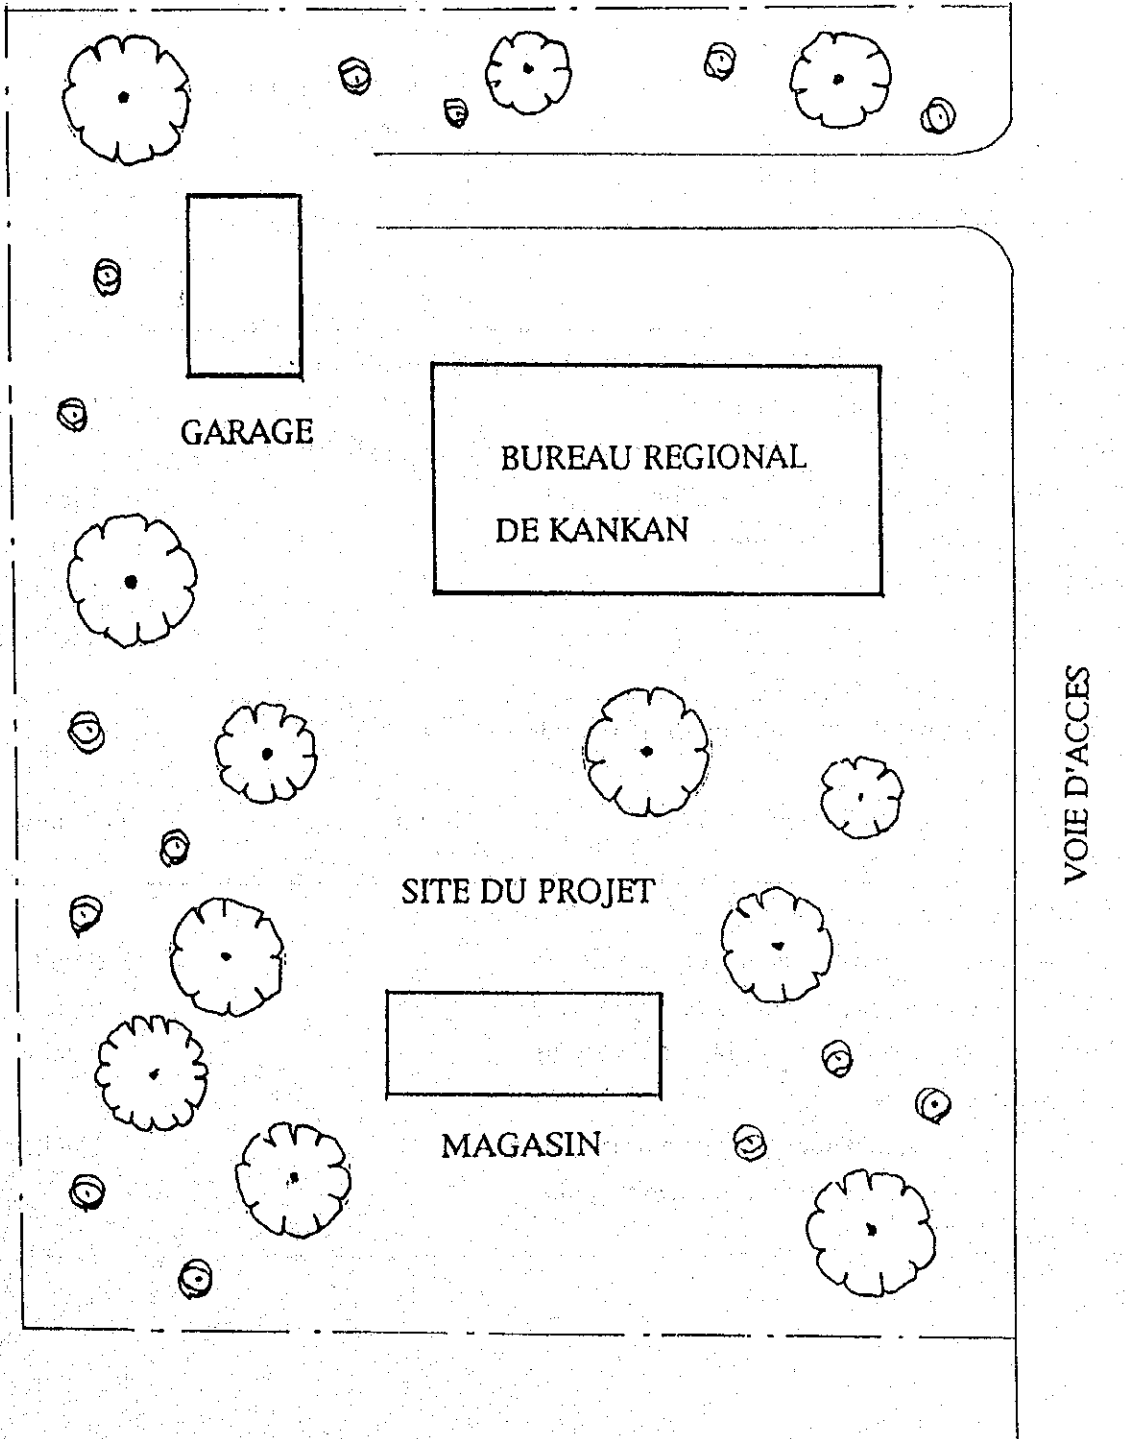 GARAGE
BUREAU REGIONAL
DE KANKAN
VOIE D'ACCES
SITE DU PROJET
MAGASIN